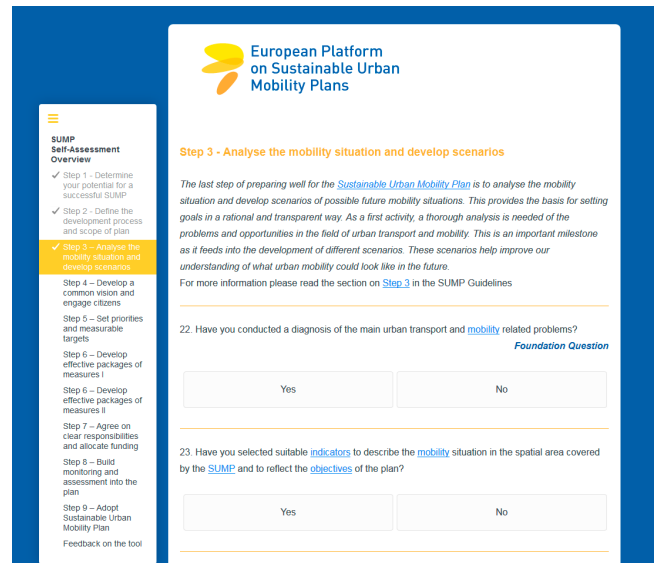 European Platform
on Sustainable Urban
Mobility Plans
SUMP
Self-Assessment
Overview
Step 1 - Determine
your potential for a
successful SUMP
Step 2 - Define the
development process
and scope of plan
Step 3 – Analyse the
mobility situation and
develop scenarios
Step 4 – Develop a
common vision and
engage citizens
Step 5 – Set priorities
and measurable
targets
Step 6 – Develop
effective packages of
measures I
Step 6 – Develop
effective packages of
measures II
Step 7 – Agree on
clear responsibilities
and allocate funding
Step 8 – Build
monitoring and
assessment into the
plan
Step 9 – Adopt
Sustainable Urban
Mobility Plan
Feedback on the tool
Step 3 - Analyse the mobility situation and develop scenarios
The last step of preparing well for the Sustainable Urban Mobility Plan is to analyse the mobility
situation and develop scenarios of possible future mobility situations. This provides the basis for setting
goals in a rational and transparent way. As a first activity, a thorough analysis is needed of the
problems and opportunities in the field of urban transport and mobility. This is an important milestone
as it feeds into the development of different scenarios. These scenarios help improve our
understanding of what urban mobility could look like in the future.
For more information please read the section on Step 3 in the SUMP Guidelines
22. Have you conducted a diagnosis of the main urban transport and mobility related problems?
Foundation Question
Yes
No
23. Have you selected suitable indicators to describe the mobility situation in the spatial area covered
by the SUMP and to reflect the objectives of the plan?
Yes
No